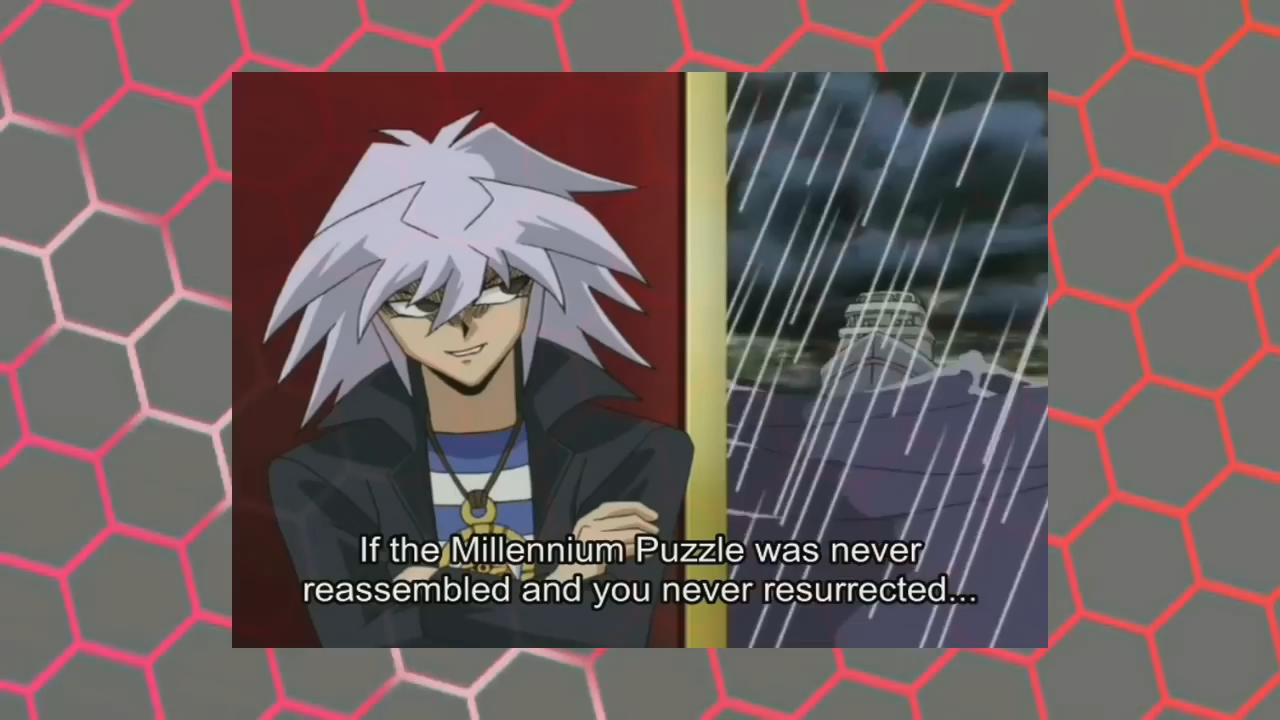 If the Millennium Puzzle was never
reassembled and you never resurrected...